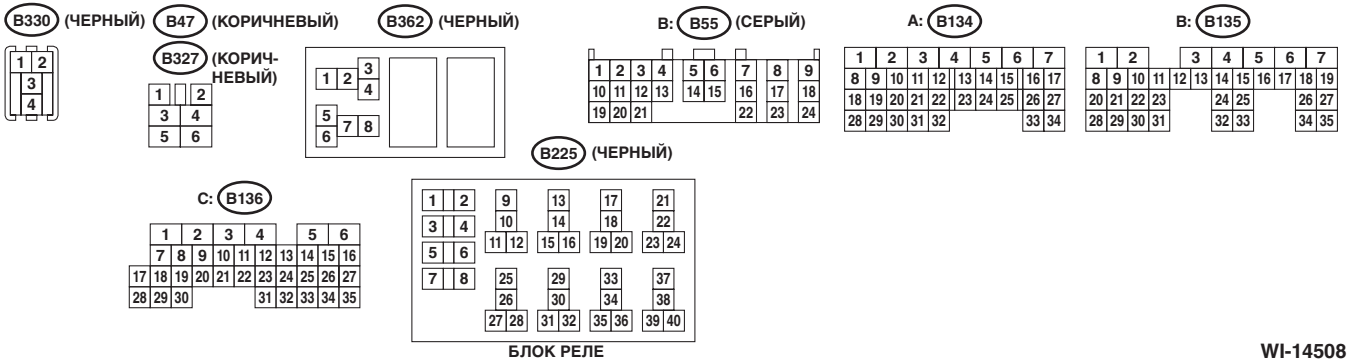 B330 (ЧЕРНЫЙ) B47 (КОРИЧНЕВЫЙ) B362 (ЧЕРНЫЙ) B: B55 (СЕРЫЙ) A: B134 B: B135
B327 (КОРИЧ-
НЕВЫЙ)
1 2
3
4
1 2
3 4
5 6
1 2 3
4
5
6 7 8
1 2 3 4 5 6 7 8 9
10 11 12 13 14 15 16 17 18
19 20 21 22 23 24
1 2 3 4 5 6 7
8 9 10 11 12 13 14 15 16 17
18 19 20 21 22 23 24 25 26 27
28 29 30 31 32 33 34
1 2 3 4 5 6 7
8 9 10 11 12 13 14 15 16 17 18 19
20 21 22 23 24 25 26 27
28 29 30 31 32 33 34 35
B225 (ЧЕРНЫЙ)
C: B136
1 2 3 4 5 6
7 8 9 10 11 12 13 14 15 16
17 18 19 20 21 22 23 24 25 26 27
28 29 30 31 32 33 34 35
1 2 9 13 17 21
3 4 10 14 18 22
11 12 15 16 19 20 23 24
5 6
7 8 25 29 33 37
26 30 34 38
27 28 31 32 35 36 39 40
БЛОК РЕЛЕ
WI-14508